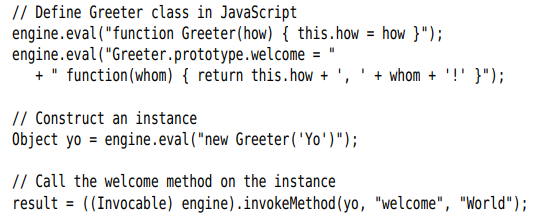 // Define Greeter class in JavaScript
engine.eval("function Greeter(how) { this.how = how }");
engine.eval("Greeter.prototype.welcome = "
   + " function(whom) { return this.how + ', ' + whom + '!' }");

// Construct an instance
Object yo = engine.eval("new Greeter('Yo')");

// Call the welcome method on the instance
result = ((Invocable) engine).invokeMethod(yo, "welcome", "World");